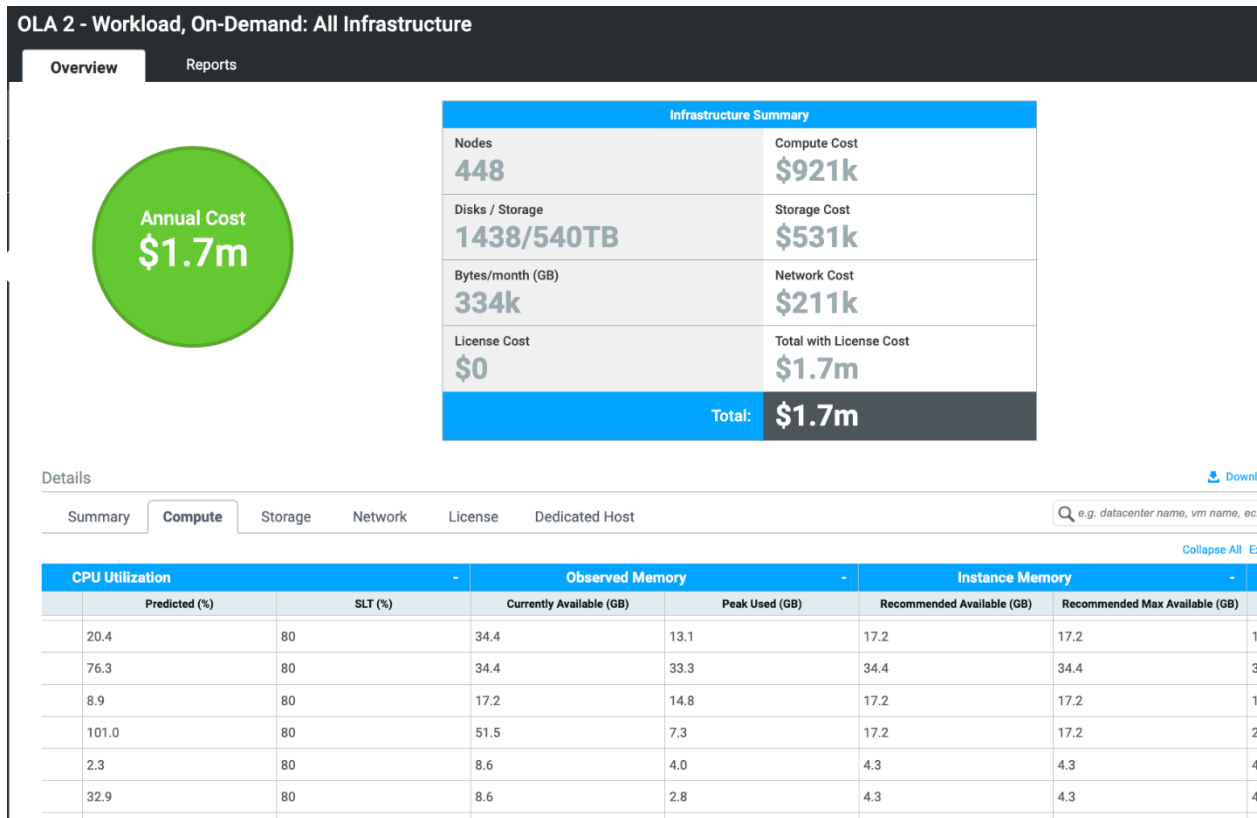 OLA 2 - Workload, On-Demand: All Infrastructure
Overview Reports
Annual Cost
$1.7m
Infrastructure Summary
Nodes Compute Cost
448 $921k
Disks / Storage Storage Cost
1438/540TB $531k
Bytes/month (GB) Network Cost
334k $211k
License Cost Total with License Cost
$0 $1.7m
Total: $1.7m
Details
Downl
Summary Compute Storage Network License Dedicated Host
e.g. datacenter name, vm name, ec
Collapse All
CPU Utilization - Observed Memory - Instance Memory -
Predicted (%) SLT (%) Currently Available (GB) Peak Used (GB) Recommended Available (GB) Recommended Max Available (GB)
20.4 80 34.4 13.1 17.2 17.2
76.3 80 34.4 33.3 34.4 34.4
8.9 80 17.2 14.8 17.2 17.2
101.0 80 51.5 7.3 17.2 17.2
2.3 80 8.6 4.0 4.3 4.3
32.9 80 8.6 2.8 4.3 4.3